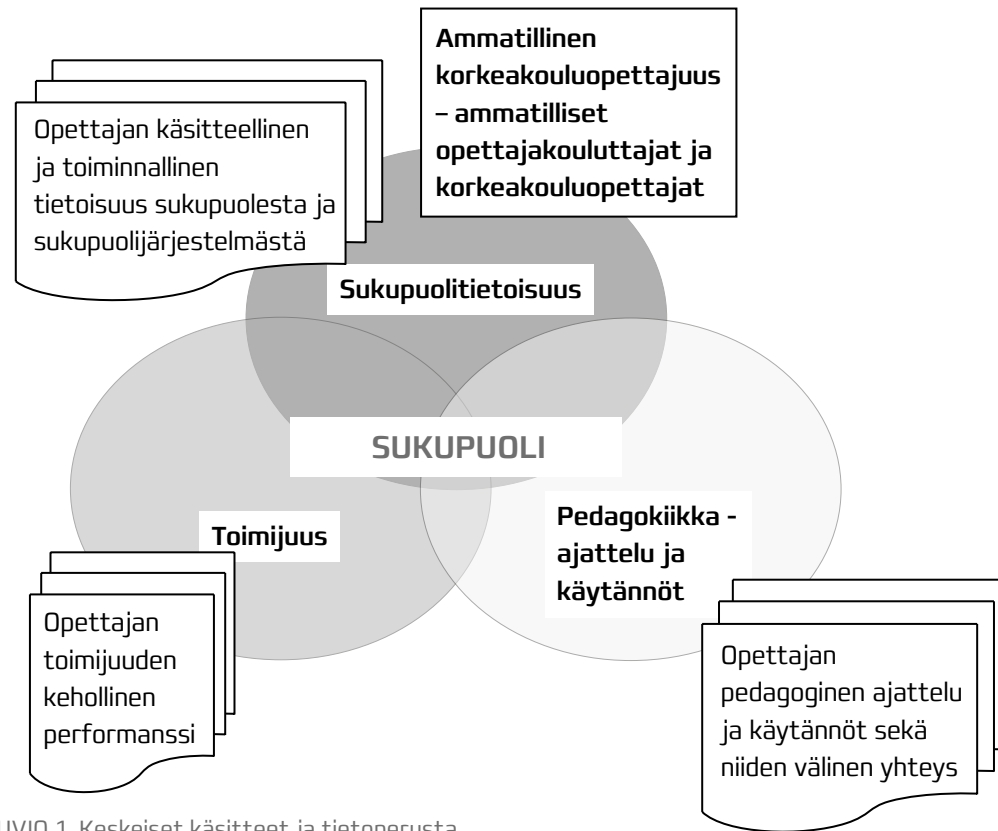 Ammatillinen
korkeakouluopettajuus
– ammatilliset
opettajakouluttajat ja
korkeakouluopettajat
Opettajan käsitteellinen
ja toiminnallinen
tietoisuus sukupuolesta ja
sukupuolijärjestelmästä
Sukupuolitietoisuus
SUKUPUOLI
Toimijuus
Pedagokiikka -
ajattelu ja
käytännöt
Opettajan
toimijuuden
kehollinen
performanssi
Opettajan
pedagoginen ajattelu
ja käytännöt sekä
niiden välinen yhteys
UVIO 1. Keskeiset käsitteet ja tietoperusta